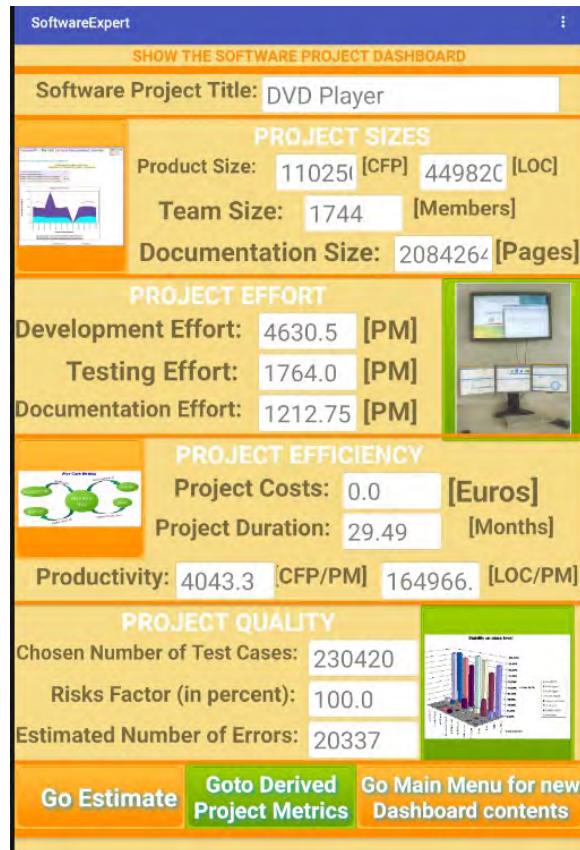 SoftwareExpert
SHOW THE SOFTWARE PROJECT DASHBOARD
Software Project Title: DVD Player
PROJECT SIZES
Product Size: 110250 [CFP] 449820 [LOC]
Team Size: 1744 [Members]
Documentation Size: 2084264 [Pages]
PROJECT EFFORT
Development Effort: 4630.5 [PM]
Testing Effort: 1764.0 [PM]
Documentation Effort: 1212.75 [PM]
PROJECT EFFICIENCY
Project Costs: 0.0 [Euros]
Project Duration: 29.49 [Months]
Productivity: 4043.3 [CFP/PM] 164966. [LOC/PM]
PROJECT QUALITY
Chosen Number of Test Cases: 230420
Risks Factor (in percent): 100.0
Estimated Number of Errors: 20337
Go Estimate
Goto Derived
Project Metrics
Go Main Menu for new
Dashboard contents